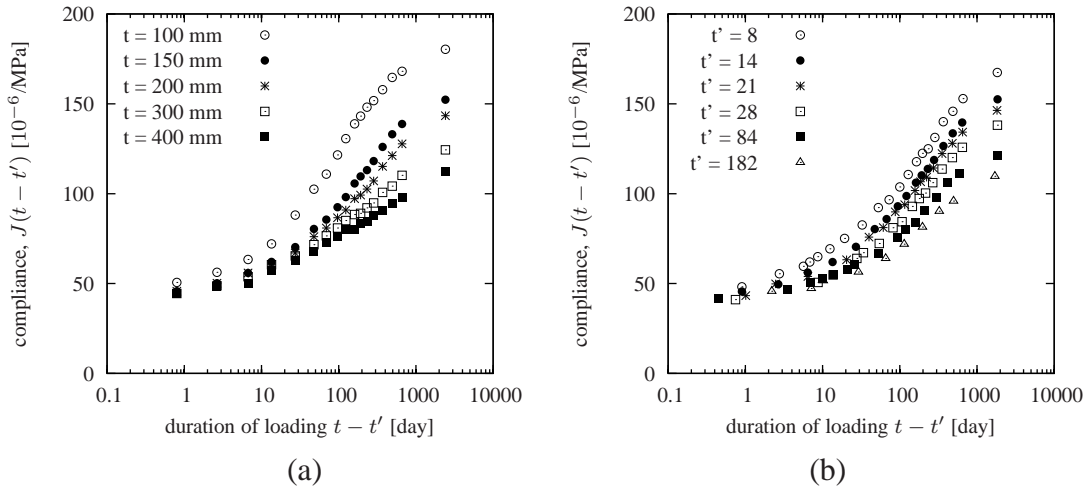 200
150
100
50
0
0.1 1 10 100 1000 10000
compliance, J(t − t′) [10⁻⁶/MPa]
duration of loading t − t′ [day]
t = 100 mm
t = 150 mm
t = 200 mm
t = 300 mm
t = 400 mm
(a)
200
150
100
50
0
0.1 1 10 100 1000 10000
compliance, J(t − t′) [10⁻⁶/MPa]
duration of loading t − t′ [day]
t' = 8
t' = 14
t' = 21
t' = 28
t' = 84
t' = 182
(b)